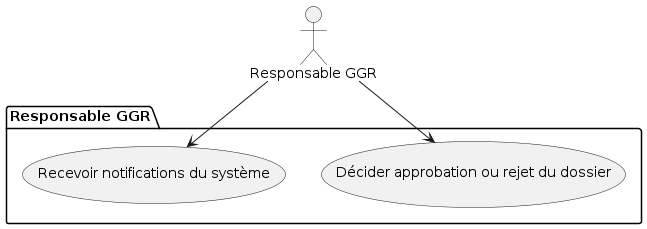 Responsable GGR
Responsable GGR
Recevoir notifications du système
Décider approbation ou rejet du dossier